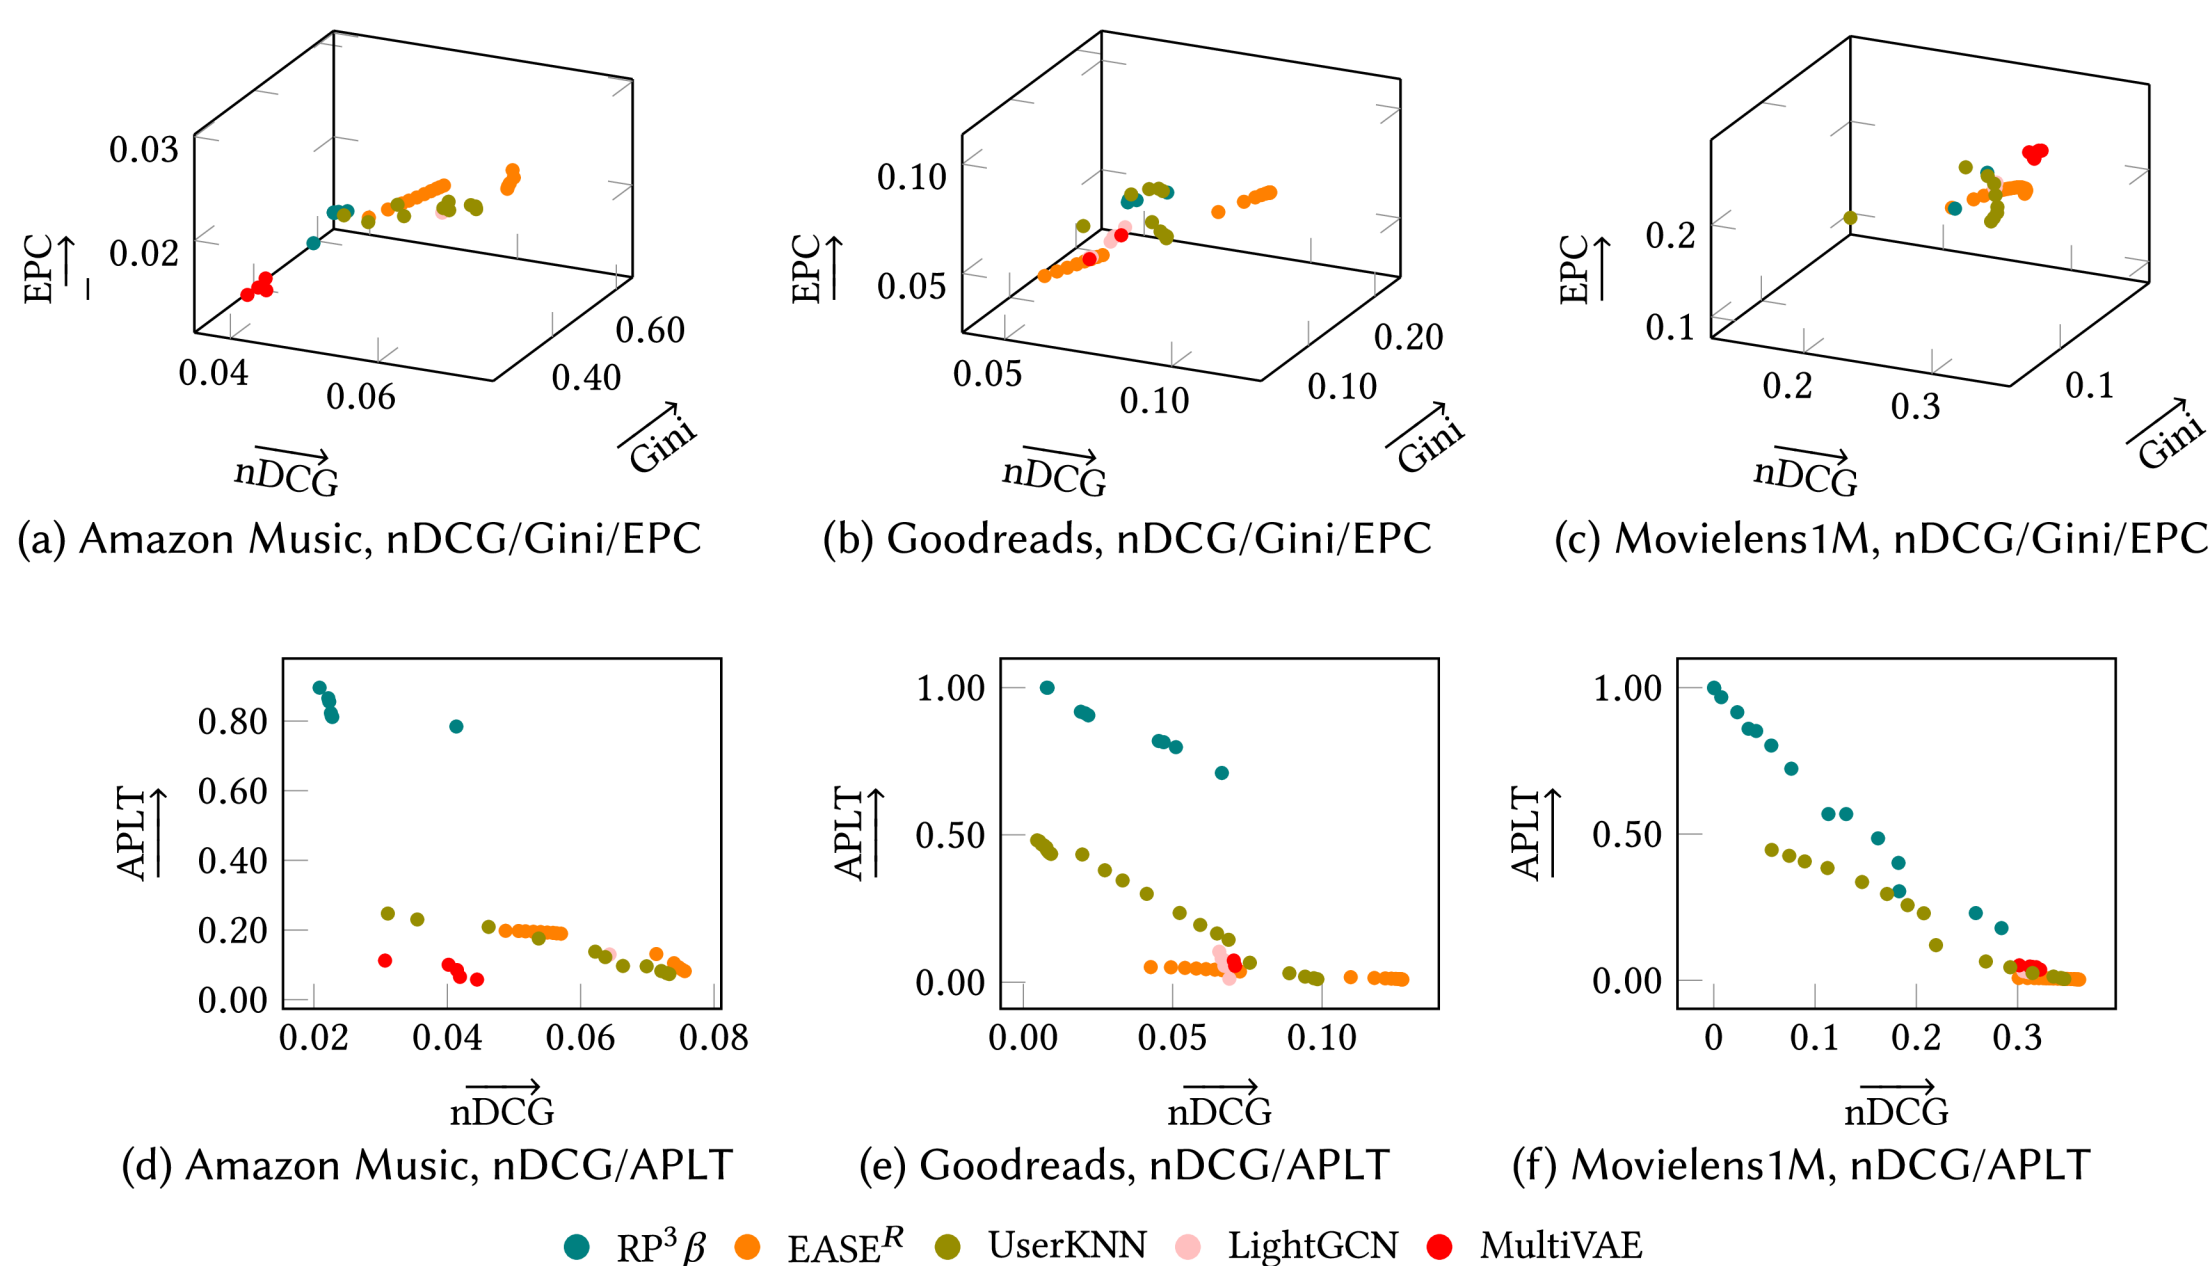 0.03
0.02
EPC
0.04
0.06
0.40
0.60
nDCG
Gini
(a) Amazon Music, nDCG/Gini/EPC
0.10
0.05
EPC
0.05
0.10
0.10
0.20
nDCG
Gini
(b) Goodreads, nDCG/Gini/EPC
0.2
0.1
EPC
0.2
0.3
0.1
nDCG
Gini
(c) Movielens1M, nDCG/Gini/EPC
0.80
0.60
0.40
0.20
0.00
APLT
0.02 0.04 0.06 0.08
nDCG
(d) Amazon Music, nDCG/APLT
1.00
0.50
0.00
APLT
0.00 0.05 0.10
nDCG
(e) Goodreads, nDCG/APLT
1.00
0.50
0.00
APLT
0 0.1 0.2 0.3
nDCG
(f) Movielens1M, nDCG/APLT
RP³β EASEᴿ UserKNN LightGCN MultiVAE